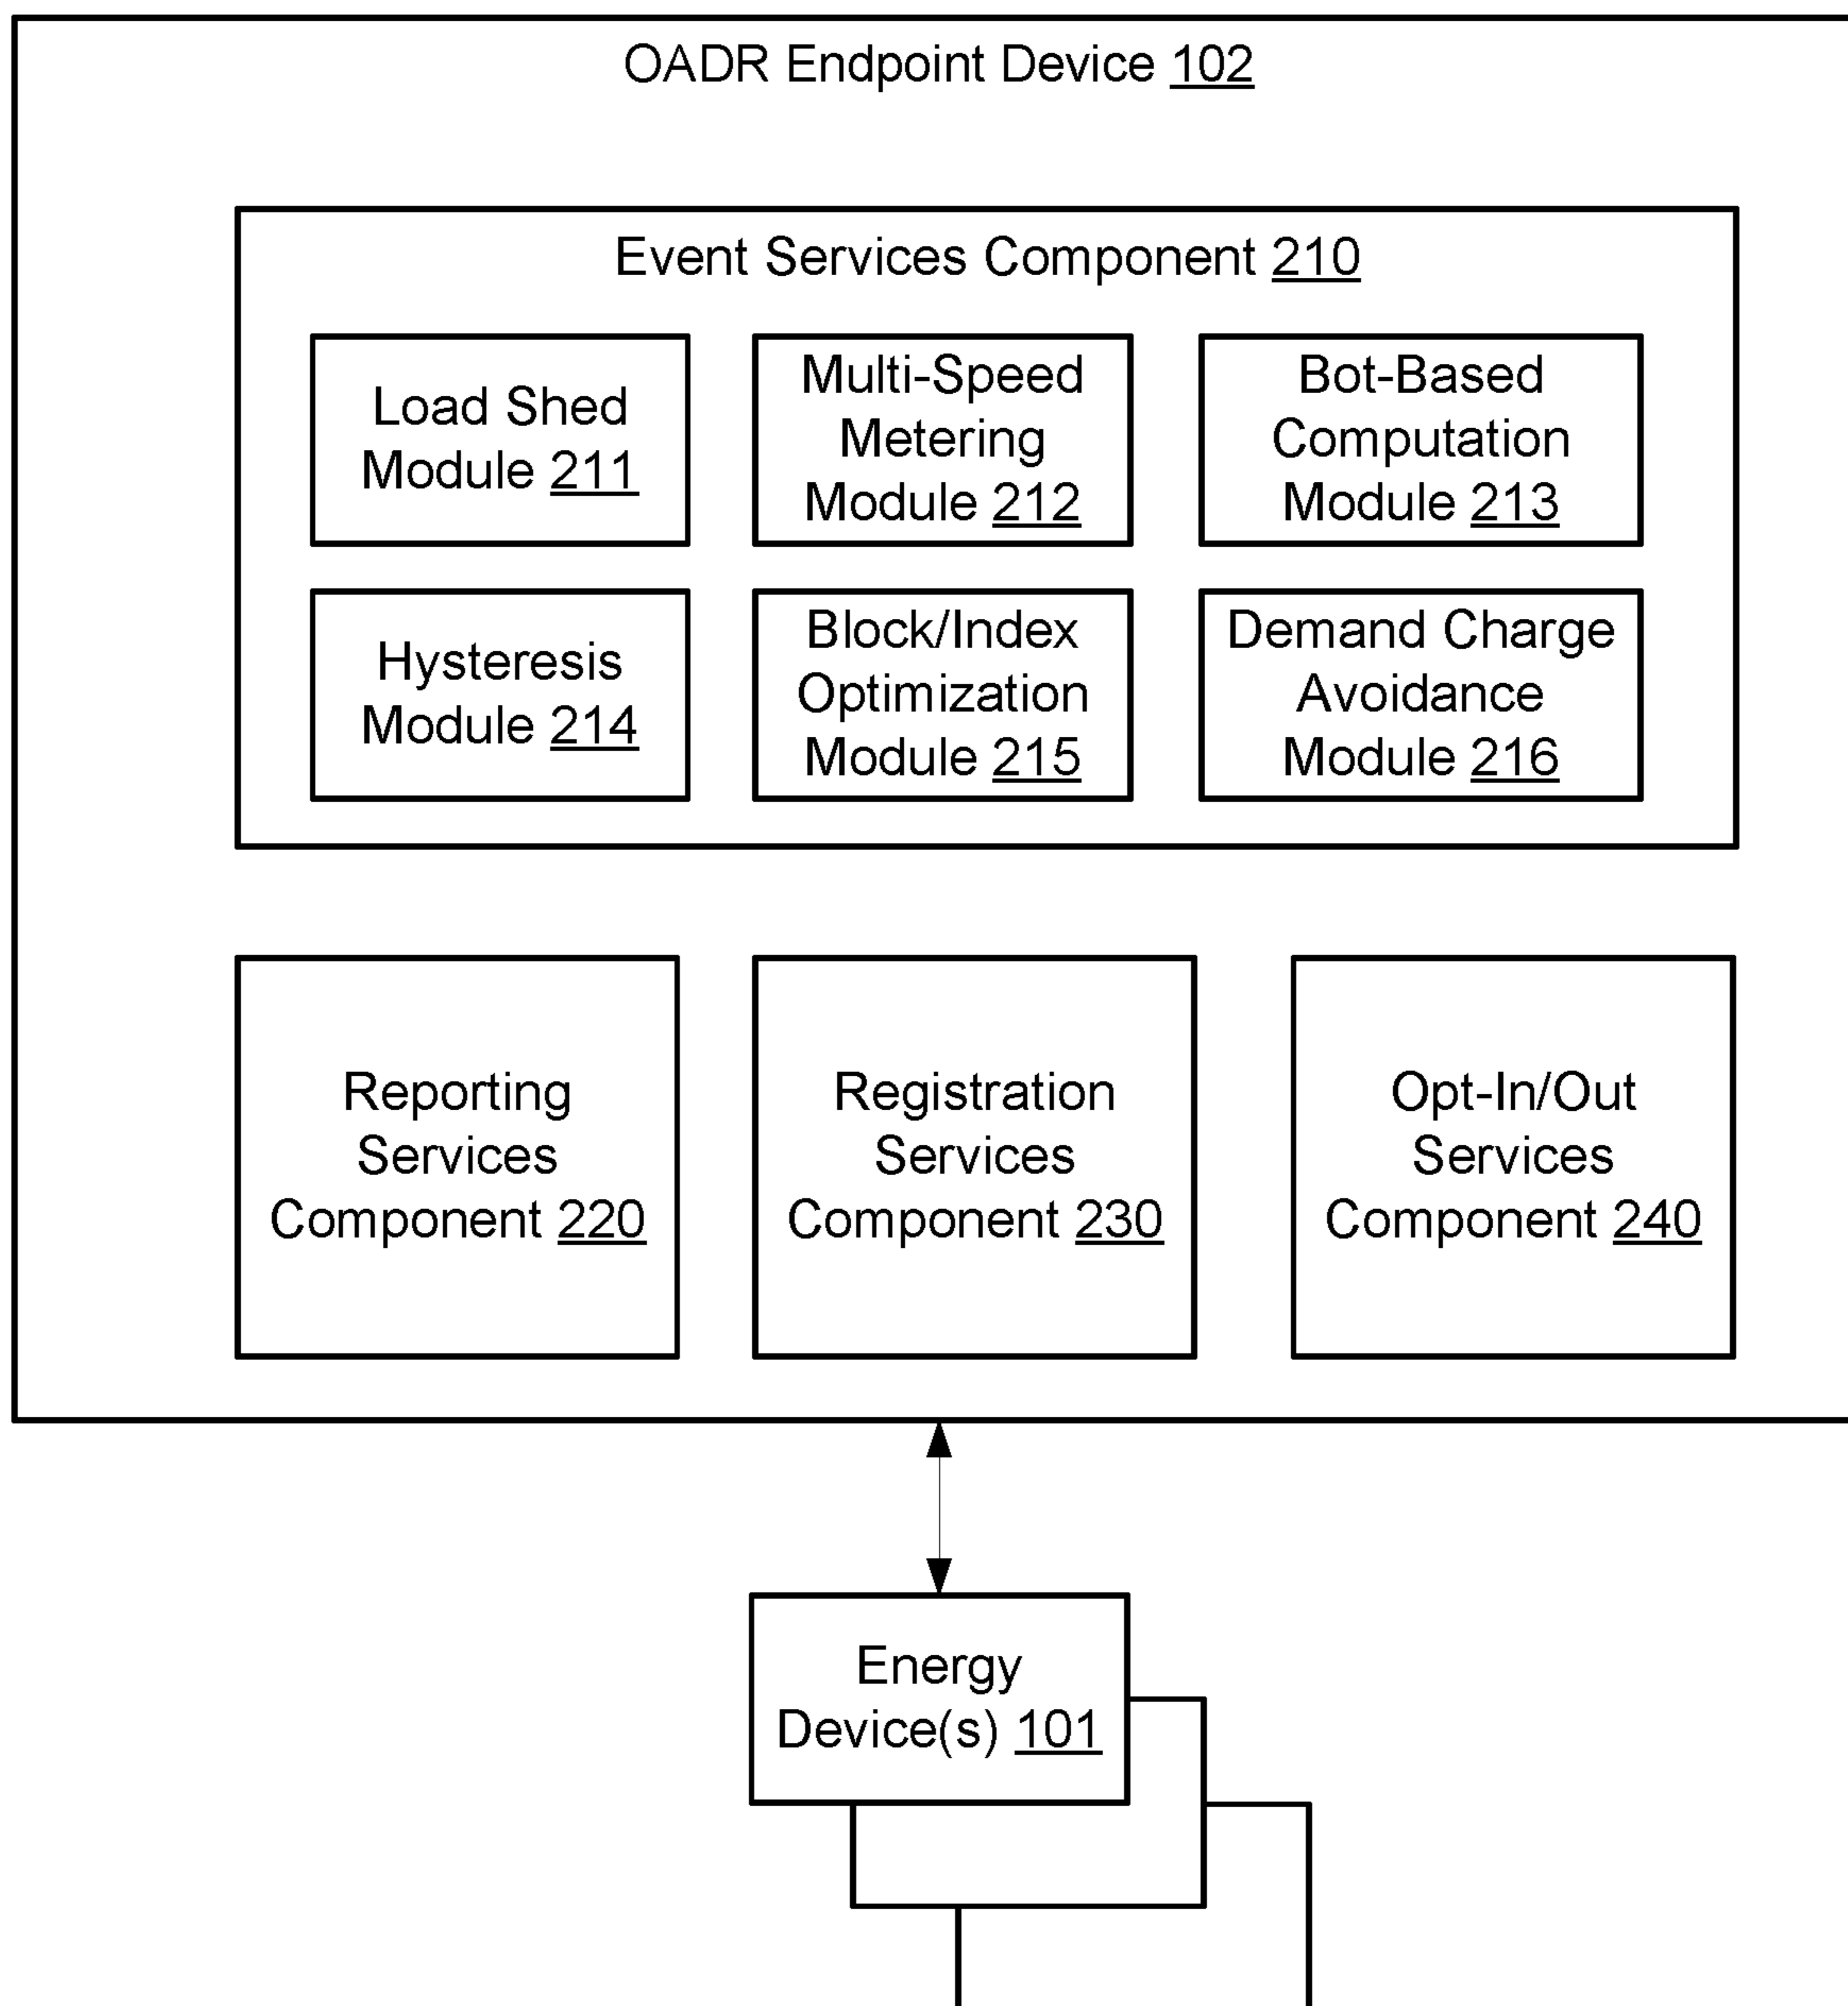 OADR Endpoint Device 102
Event Services Component 210
Load Shed
Module 211
Multi-Speed
Metering
Module 212
Bot-Based
Computation
Module 213
Hysteresis
Module 214
Block/Index
Optimization
Module 215
Demand Charge
Avoidance
Module 216
Reporting
Services
Component 220
Registration
Services
Component 230
Opt-In/Out
Services
Component 240
Energy
Device(s) 101